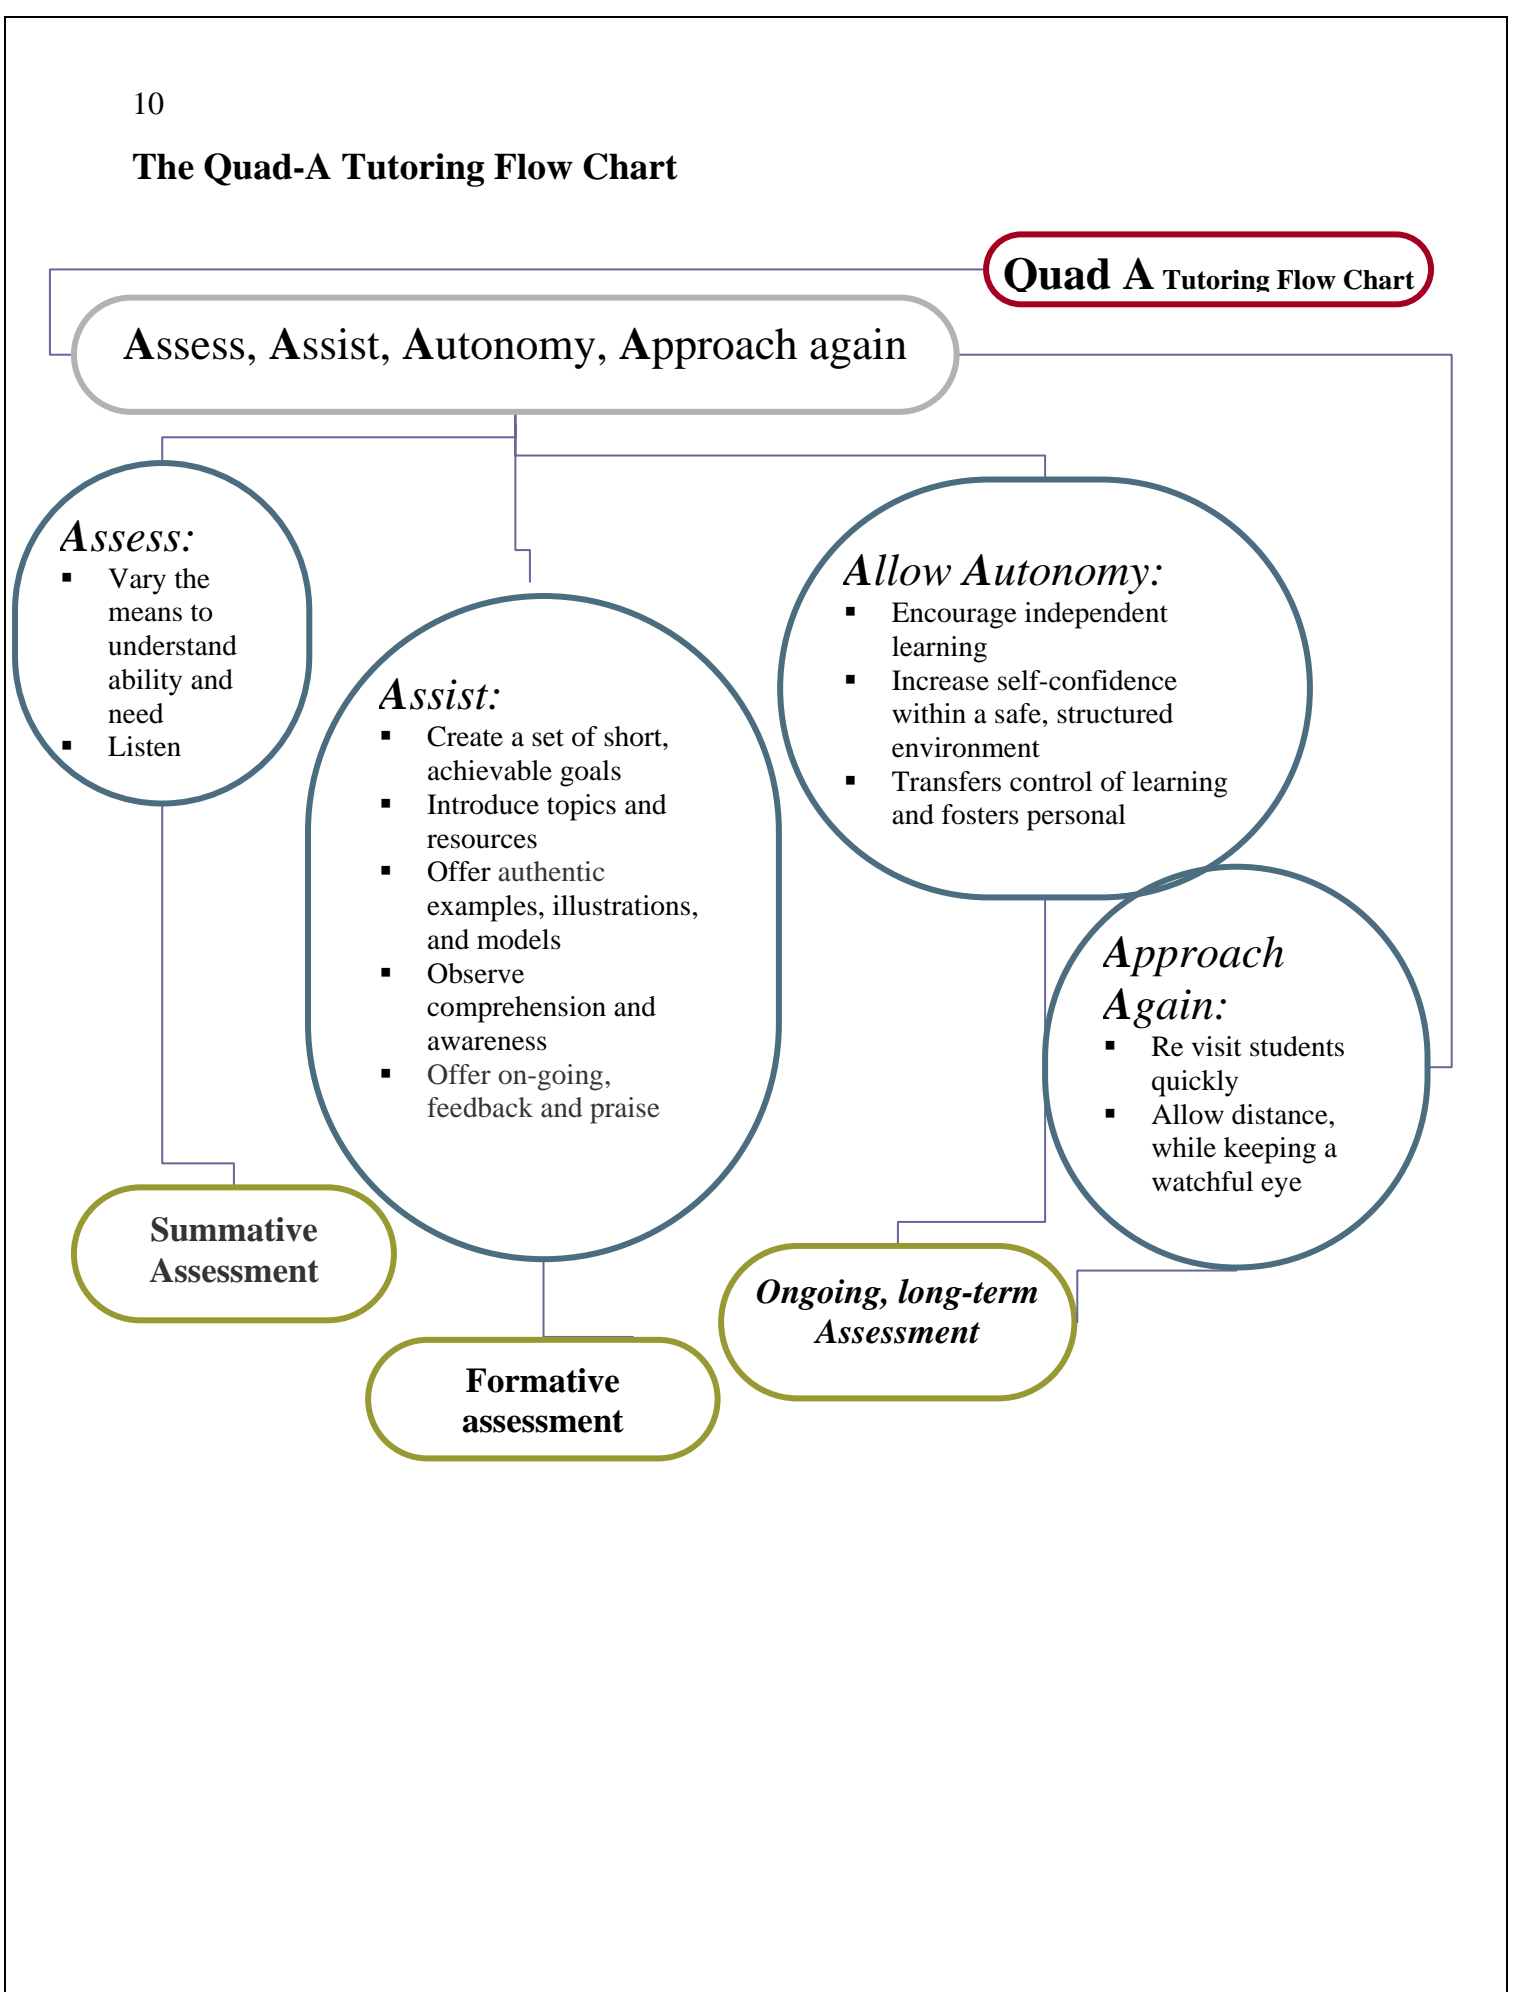 10
The Quad-A Tutoring Flow Chart
Quad A Tutoring Flow Chart
Assess, Assist, Autonomy, Approach again
Assess:
▪ Vary the
means to
understand
ability and
need
▪ Listen
Assist:
▪ Create a set of short,
achievable goals
▪ Introduce topics and
resources
▪ Offer authentic
examples, illustrations,
and models
▪ Observe
comprehension and
awareness
▪ Offer on-going,
feedback and praise
Allow Autonomy:
▪ Encourage independent
learning
▪ Increase self-confidence
within a safe, structured
environment
▪ Transfers control of learning
and fosters personal
Approach
Again:
▪ Re visit students
quickly
▪ Allow distance,
while keeping a
watchful eye
Summative
Assessment
Formative
assessment
Ongoing, long-term
Assessment